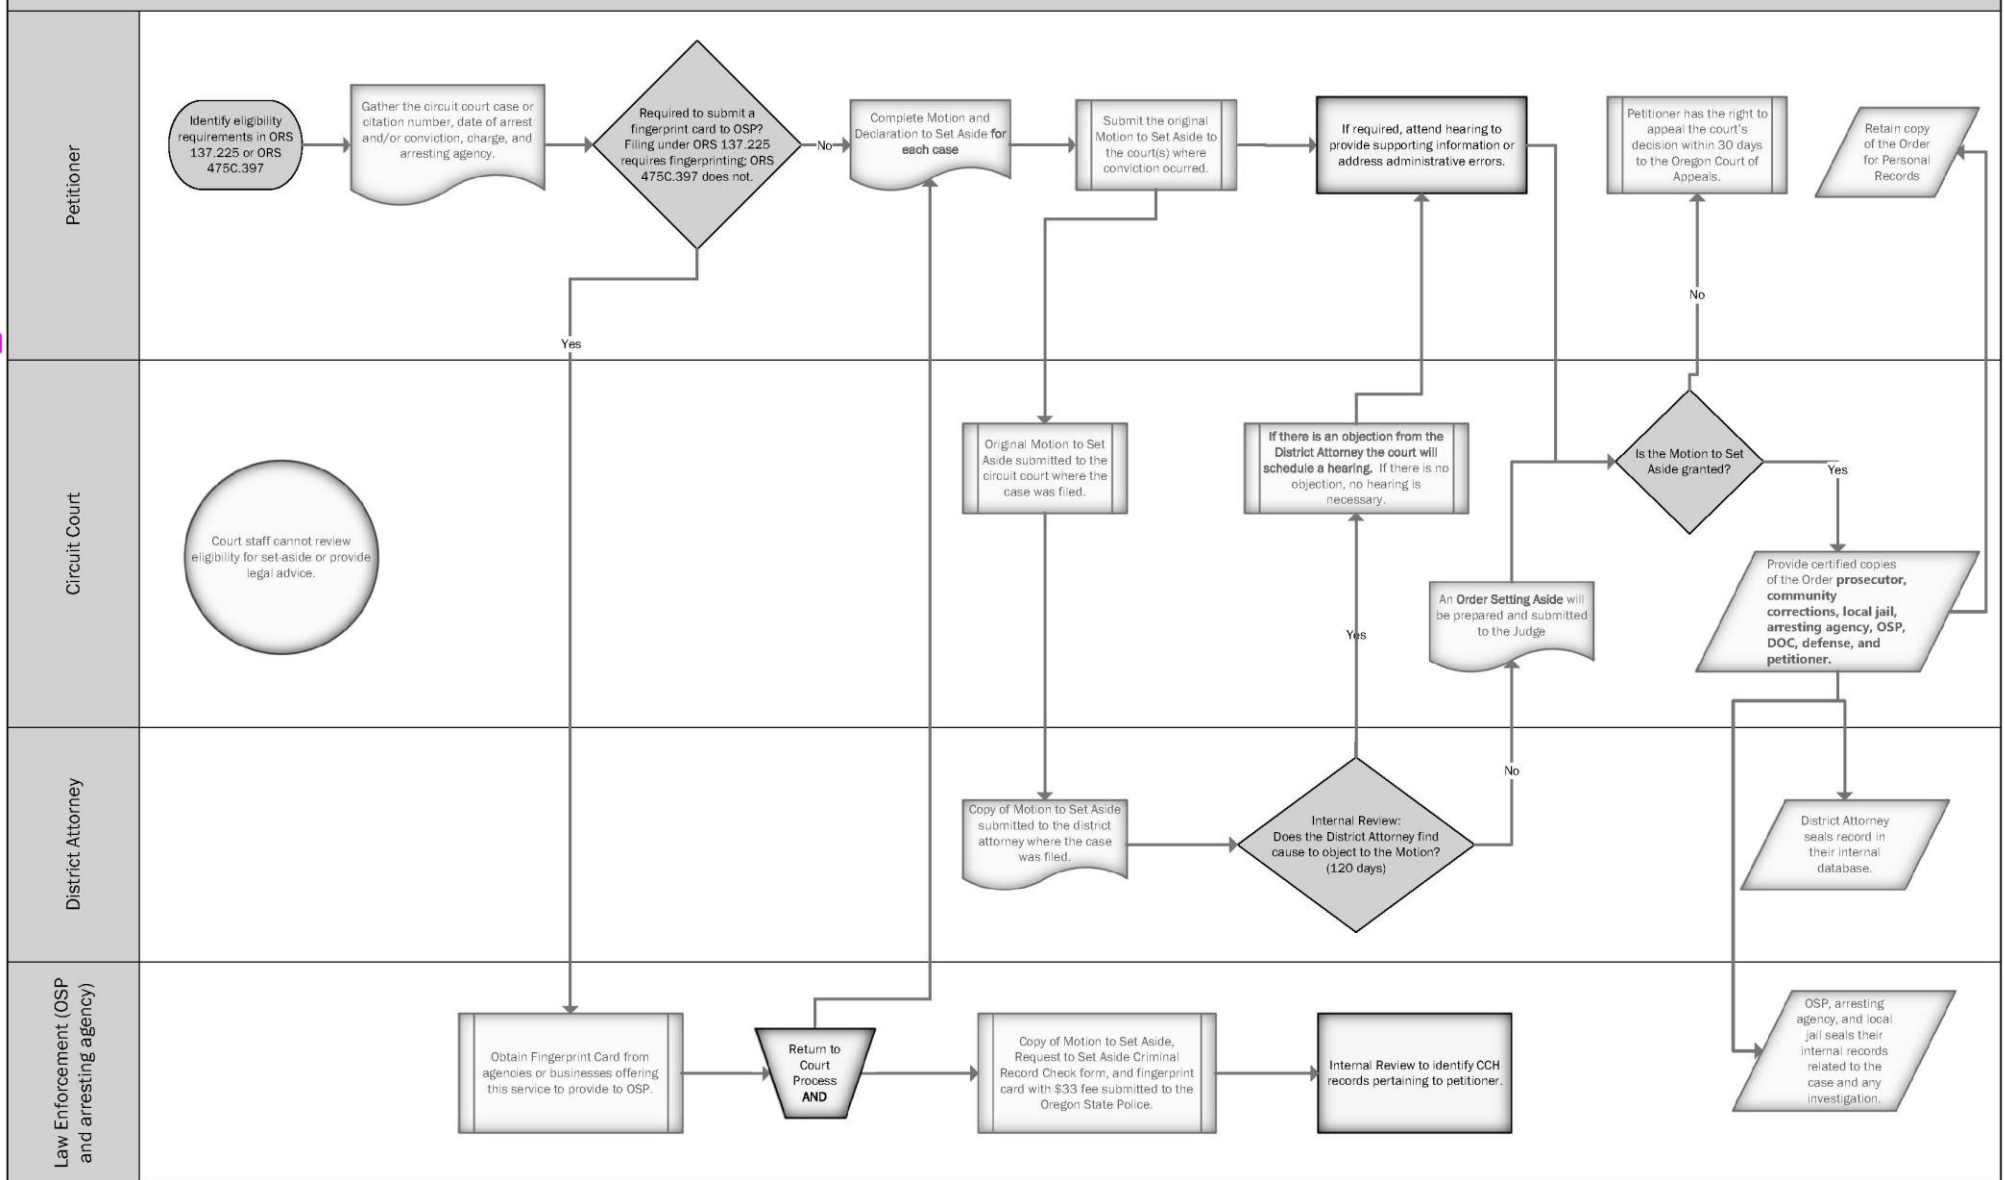 Petitioner
Identify eligibility
requirements in ORS
137.225 or ORS
475C.397
Gather the circuit court case or
citation number, date of arrest
and/or conviction, charge, and
arresting agency.
Required to submit a
fingerprint card to OSP?
Filing under ORS 137.225
requires fingerprinting; ORS
475C.397 does not.
No
Yes
Complete Motion and
Declaration to Set Aside for
each case
Submit the original
Motion to Set Aside to
the court(s) where
conviction ocurred.
If required, attend hearing to
provide supporting information or
address administrative errors.
Petitioner has the right to
appeal the court's
decision within 30 days
to the Oregon Court of
Appeals.
Retain copy
of the Order
for Personal
Records
No
Circuit Court
Court staff cannot review
eligibility for set-aside or provide
legal advice.
Original Motion to Set
Aside submitted to the
circuit court where the
case was filed.
If there is an objection from the
District Attorney the court will
schedule a hearing. If there is no
objection, no hearing is
necessary.
Yes
An Order Setting Aside will
be prepared and submitted
to the Judge
Is the Motion to Set
Aside granted?
Yes
Provide certified copies
of the Order prosecutor,
community
corrections, local jail,
arresting agency, OSP,
DOC, defense, and
petitioner.
District Attorney
Copy of Motion to Set Aside
submitted to the district
attorney where the case
was filed.
Internal Review:
Does the District Attorney find
cause to object to the Motion?
(120 days)
No
District Attorney
seals record in
their internal
database.
Law Enforcement (OSP
and arresting agency)
Obtain Fingerprint Card from
agencies or businesses offering
this service to provide to OSP.
Return to
Court
Process
AND
Copy of Motion to Set Aside,
Request to Set Aside Criminal
Record Check form, and fingerprint
card with $33 fee submitted to the
Oregon State Police.
Internal Review to identify CCH
records pertaining to petitioner.
OSP, arresting
agency, and local
jail seals their
internal records
related to the
case and any
investigation.